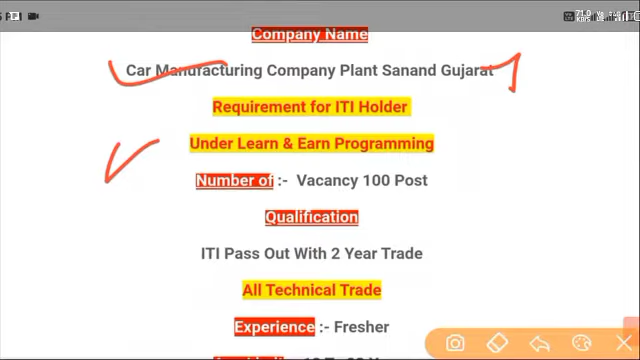 Company Name
Car Manufacturing Company Plant Sanand Gujarat
Requirement for ITI Holder
Under Learn & Earn Programming
Number of :- Vacancy 100 Post
Qualification
ITI Pass Out With 2 Year Trade
All Technical Trade
Experience :- Fresher